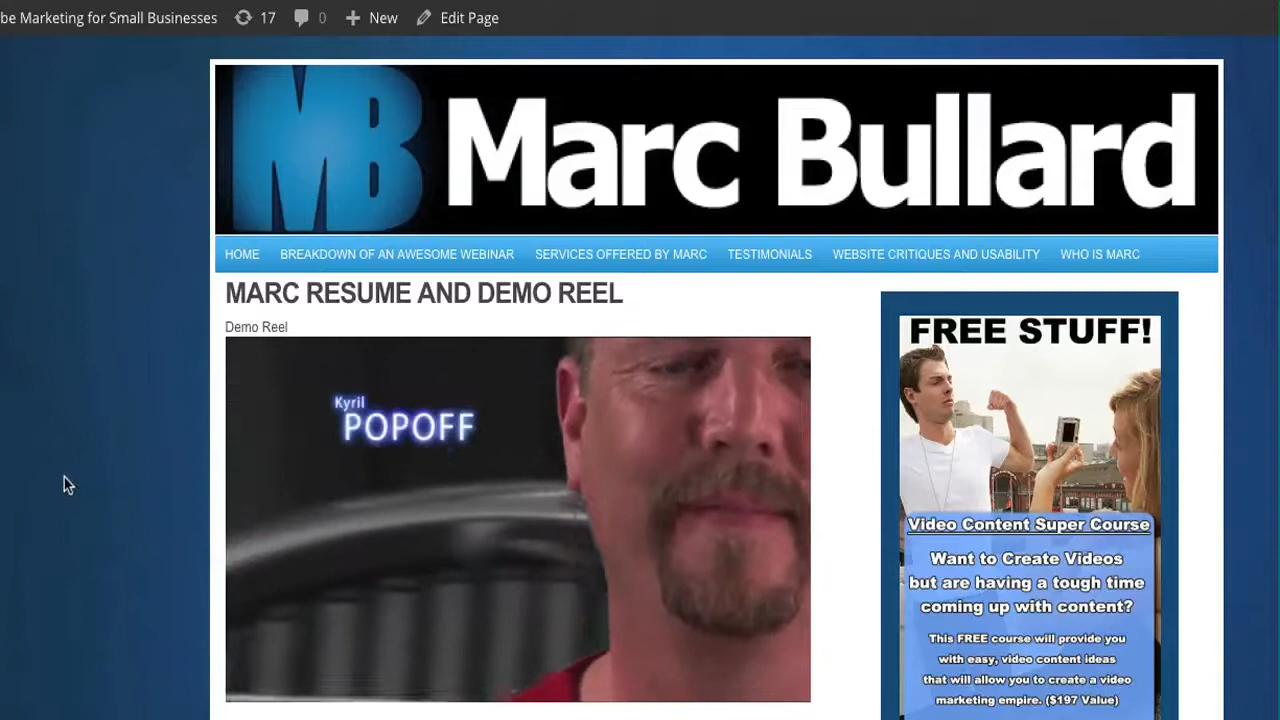 be Marketing for Small Businesses 17 0 New Edit Page
MB Marc Bullard
HOME BREAKDOWN OF AN AWESOME WEBINAR SERVICES OFFERED BY MARC TESTIMONIALS WEBSITE CRITIQUES AND USABILITY WHO IS MARC
MARC RESUME AND DEMO REEL
Demo Reel
Kyril
POPOFF
FREE STUFF!
Video Content Super Course
Want to Create Videos
but are having a tough time
coming up with content?
This FREE course will provide you
with easy, video content ideas
that will allow you to create a video
marketing empire. ($197 Value)